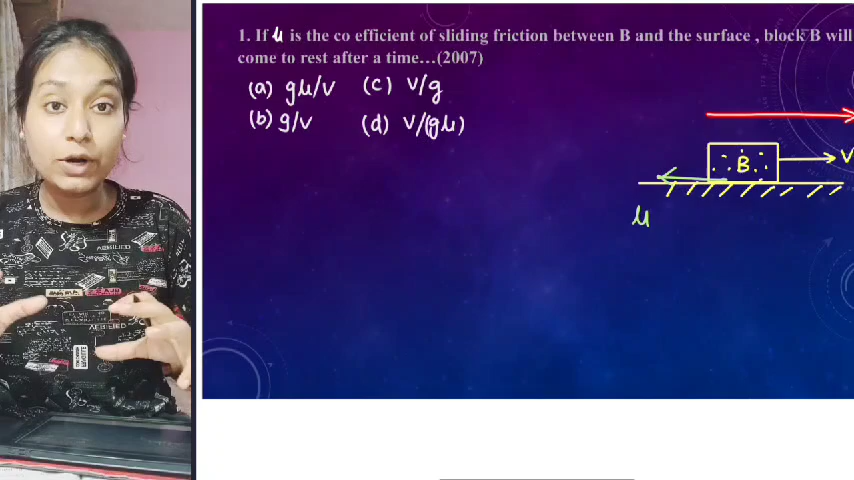 1. If μ is the co efficient of sliding friction between B and the surface , block B will
come to rest after a time…(2007)
(a) gμ/v (c) v/g
(b) g/v (d) v/(gμ)
B
V
μ